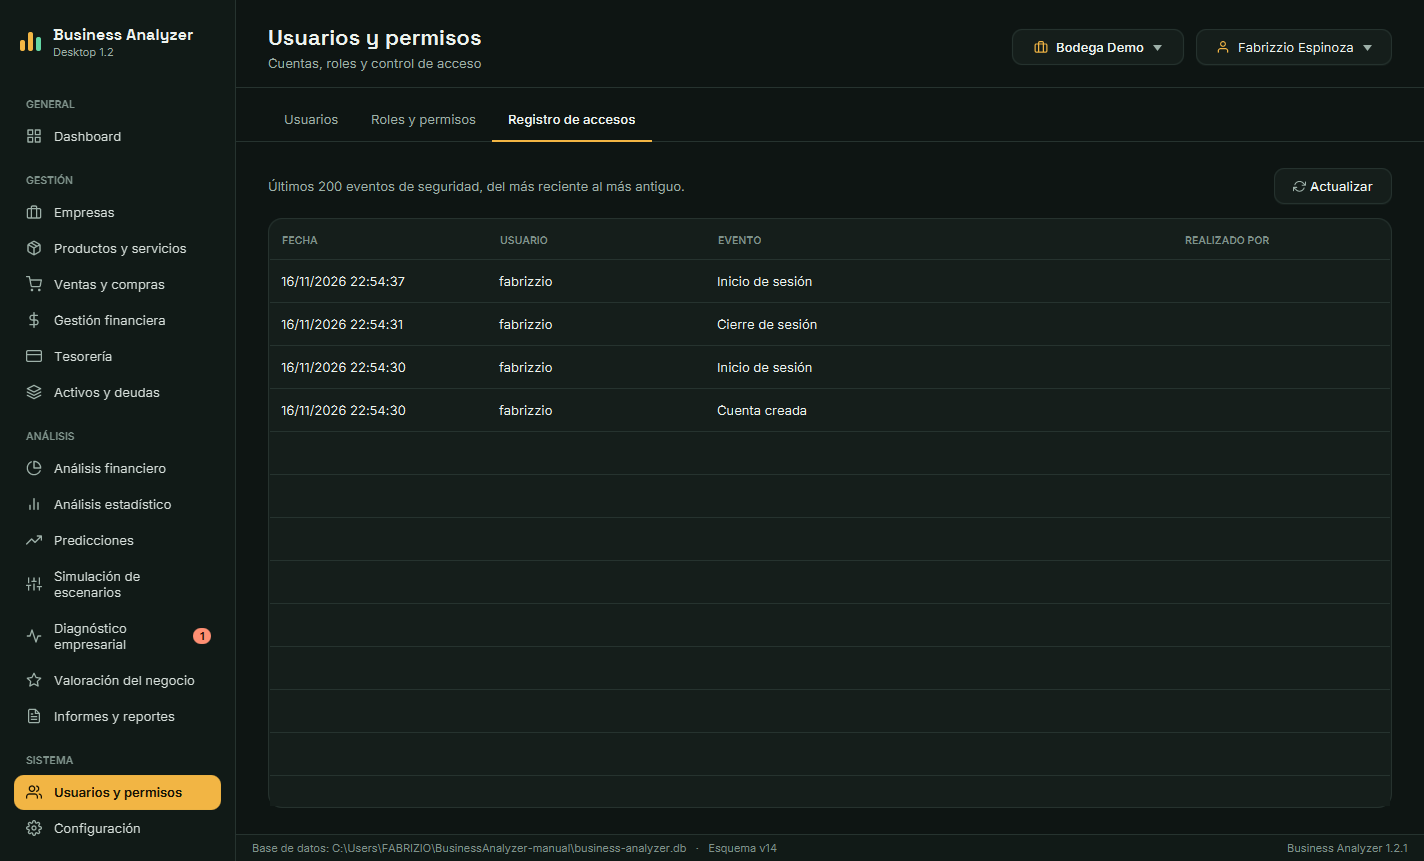 Business Analyzer
Desktop 1.2
GENERAL
Dashboard
GESTIÓN
Empresas
Productos y servicios
Ventas y compras
Gestión financiera
Tesorería
Activos y deudas
ANÁLISIS
Análisis financiero
Análisis estadístico
Predicciones
Simulación de
escenarios
Diagnóstico
empresarial
1
Valoración del negocio
Informes y reportes
SISTEMA
Usuarios y permisos
Configuración
Usuarios y permisos
Cuentas, roles y control de acceso
Bodega Demo
Fabrizzio Espinoza
Usuarios Roles y permisos Registro de accesos
Últimos 200 eventos de seguridad, del más reciente al más antiguo.
Actualizar
FECHA USUARIO EVENTO REALIZADO POR
16/11/2026 22:54:37 fabrizzio Inicio de sesión
16/11/2026 22:54:31 fabrizzio Cierre de sesión
16/11/2026 22:54:30 fabrizzio Inicio de sesión
16/11/2026 22:54:30 fabrizzio Cuenta creada
Base de datos: C:\Users\FABRIZIO\BusinessAnalyzer-manual\business-analyzer.db · Esquema v14
Business Analyzer 1.2.1